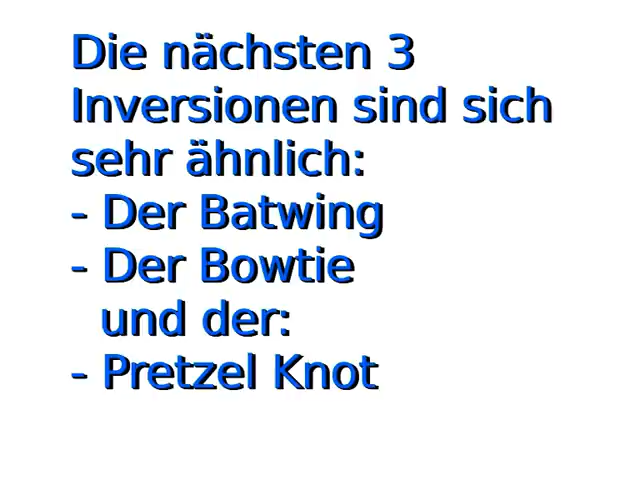 Die nächsten 3
Inversionen sind sich
sehr ähnlich:
- Der Batwing
- Der Bowtie
und der:
- Pretzel Knot